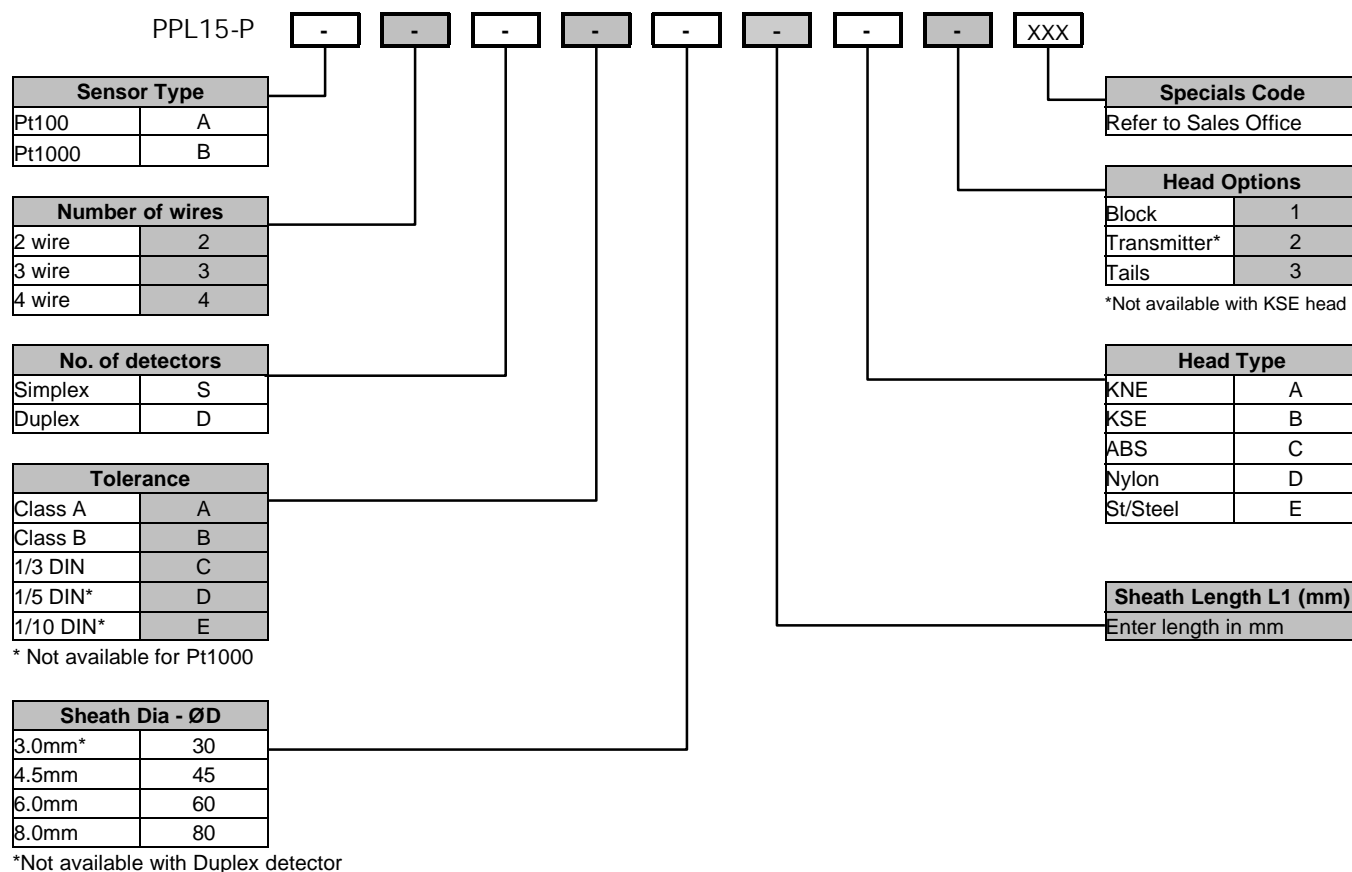 PPL15-P - - - - - - - - XXX
Sensor Type
Pt100 A
Pt1000 B
Number of wires
2 wire 2
3 wire 3
4 wire 4
No. of detectors
Simplex S
Duplex D
Tolerance
Class A A
Class B B
1/3 DIN C
1/5 DIN* D
1/10 DIN* E
* Not available for Pt1000
Sheath Dia - ØD
3.0mm* 30
4.5mm 45
6.0mm 60
8.0mm 80
*Not available with Duplex detector
Specials Code
Refer to Sales Office
Head Options
Block 1
Transmitter* 2
Tails 3
*Not available with KSE head
Head Type
KNE A
KSE B
ABS C
Nylon D
St/Steel E
Sheath Length L1 (mm)
Enter length in mm